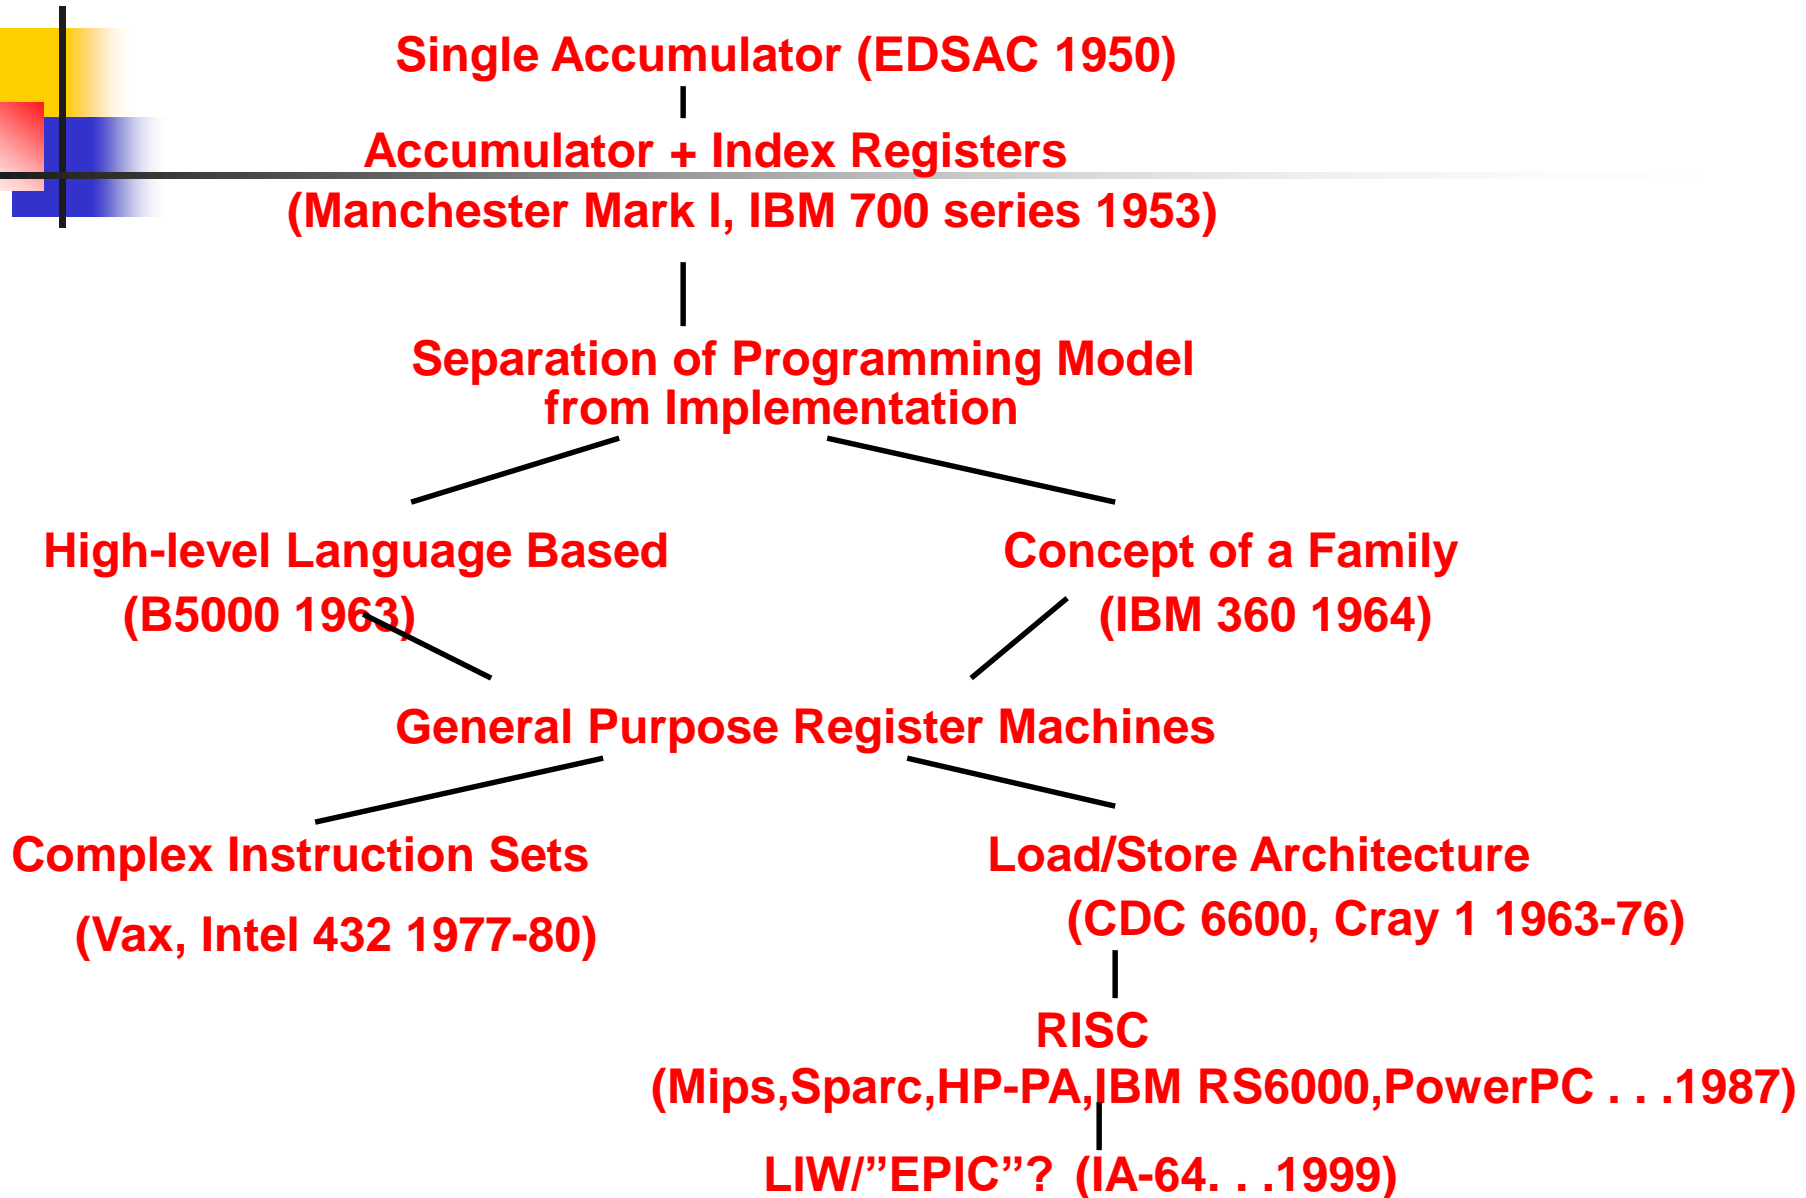 Single Accumulator (EDSAC 1950)
Accumulator + Index Registers
(Manchester Mark I, IBM 700 series 1953)
Separation of Programming Model
from Implementation
High-level Language Based
(B5000 1963)
Concept of a Family
(IBM 360 1964)
General Purpose Register Machines
Complex Instruction Sets
(Vax, Intel 432 1977-80)
Load/Store Architecture
(CDC 6600, Cray 1 1963-76)
RISC
(Mips,Sparc,HP-PA,IBM RS6000,PowerPC . . .1987)
LIW/”EPIC”? (IA-64. . .1999)